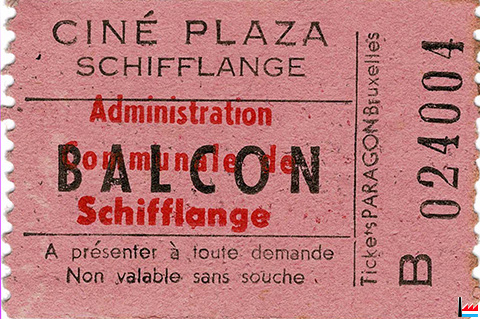 CINÉ PLAZA
SCHIFFLANGE
Administration
Communale de
BALCON
Schifflange
A présenter à toute demande
Non valable sans souche
Tickets PARAGON Bruxelles
B 024004